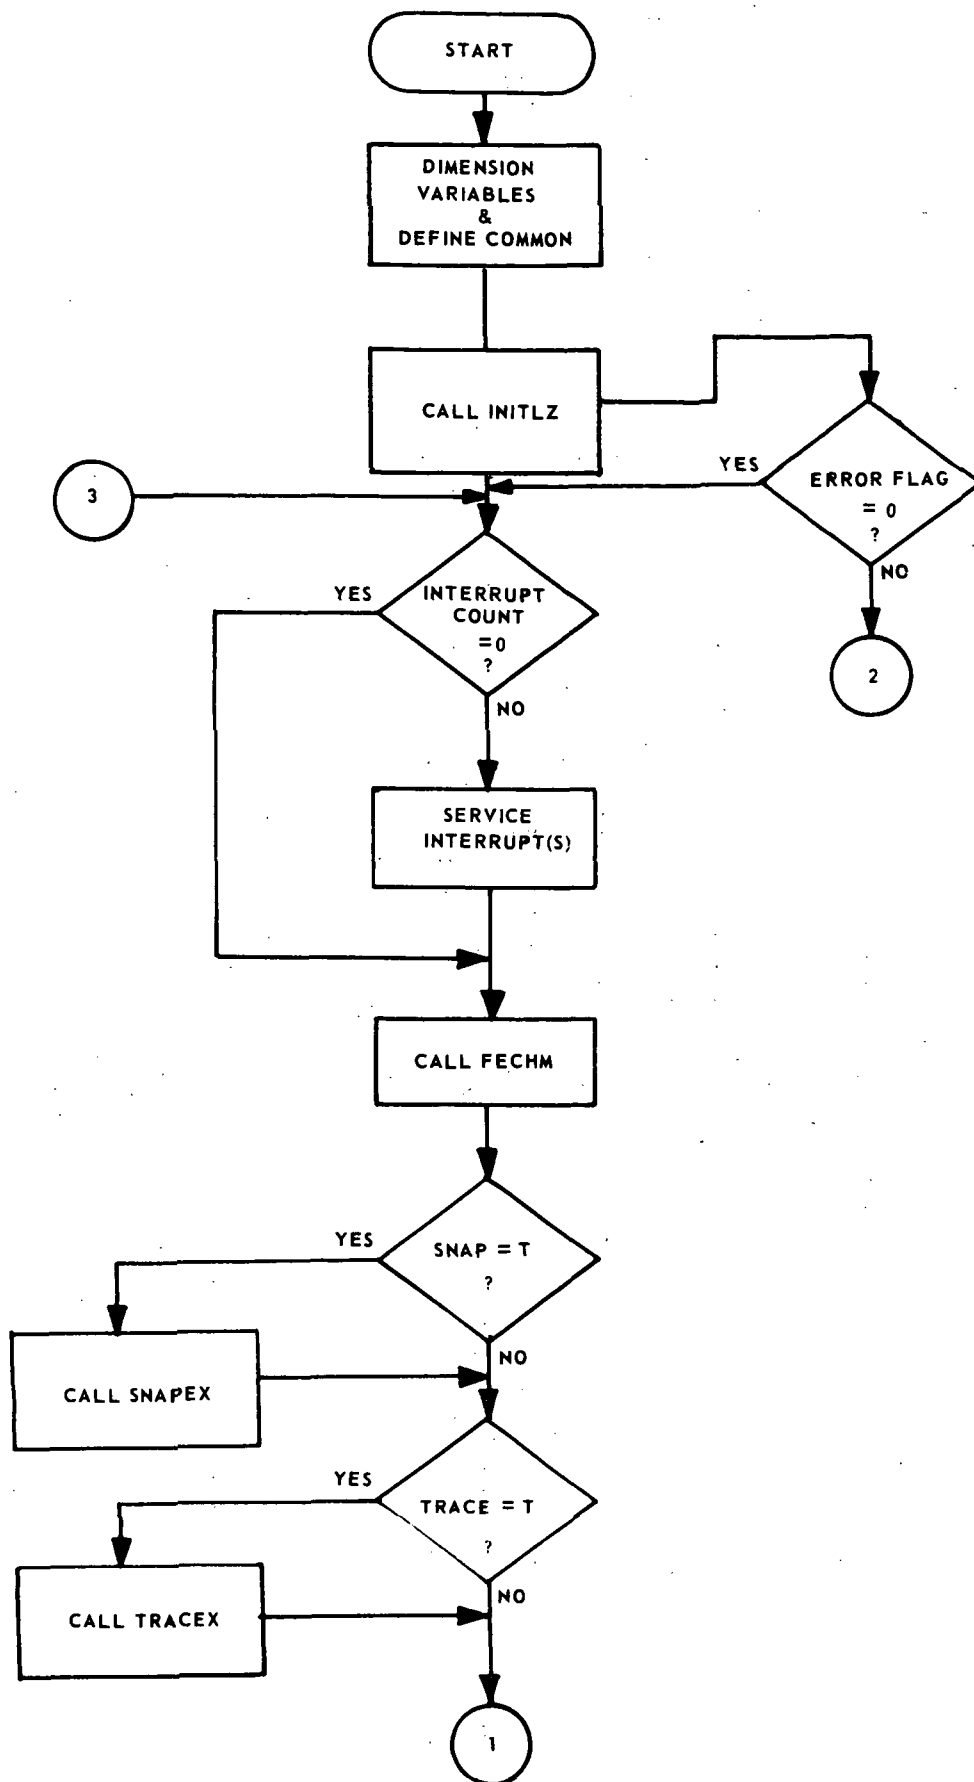 START
DIMENSION
VARIABLES
&
DEFINE COMMON
CALL INITLZ
YES
ERROR FLAG
= 0
?
NO
2
3
YES
INTERRUPT
COUNT
=0
?
NO
SERVICE
INTERRUPT(S)
CALL FECHM
YES
SNAP = T
?
NO
CALL SNAPEX
YES
TRACE = T
?
NO
CALL TRACEX
1